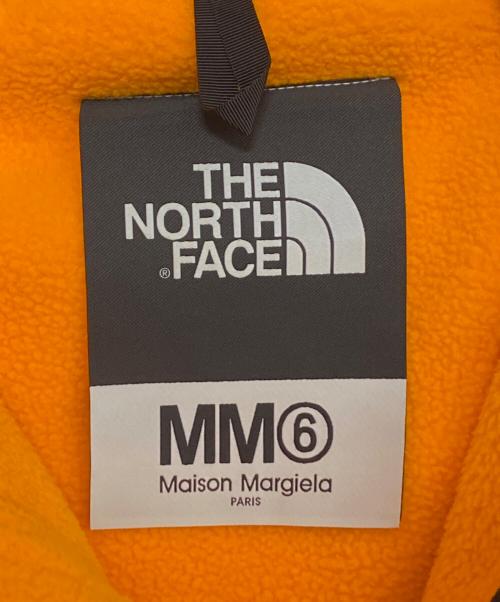 THE
NORTH
® FACE
MM⑥
Maison Margiela
PARIS